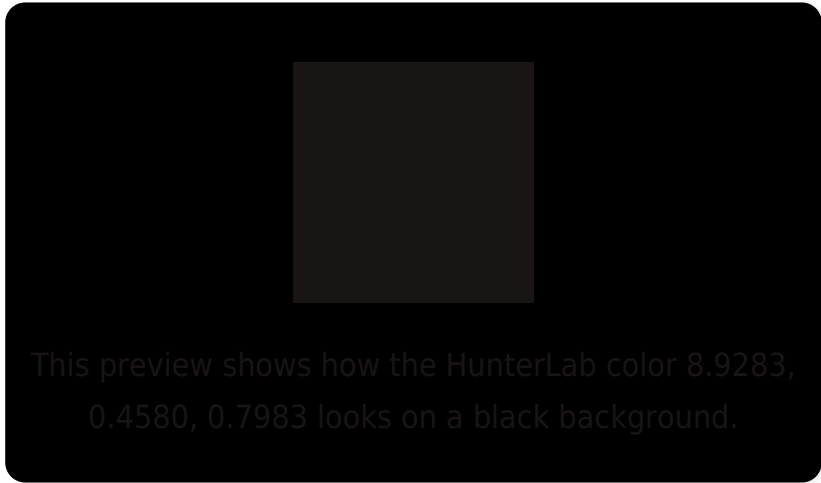 This preview shows how the HunterLab color 8.9283,
0.4580, 0.7983 looks on a black background.